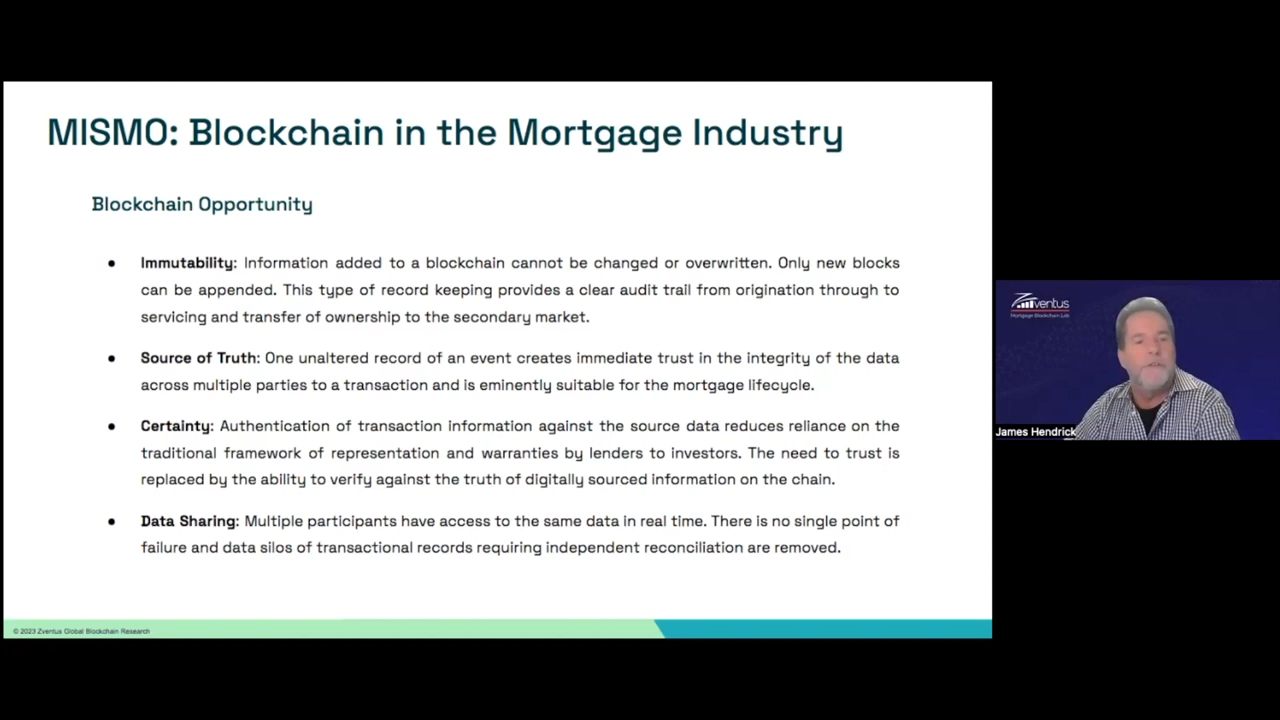 MISMO: Blockchain in the Mortgage Industry
Blockchain Opportunity
● Immutability: Information added to a blockchain cannot be changed or overwritten. Only new blocks
can be appended. This type of record keeping provides a clear audit trail from origination through to
servicing and transfer of ownership to the secondary market.
● Source of Truth: One unaltered record of an event creates immediate trust in the integrity of the data
across multiple parties to a transaction and is eminently suitable for the mortgage lifecycle.
● Certainty: Authentication of transaction information against the source data reduces reliance on the
traditional framework of representation and warranties by lenders to investors. The need to trust is
replaced by the ability to verify against the truth of digitally sourced information on the chain.
● Data Sharing: Multiple participants have access to the same data in real time. There is no single point of
failure and data silos of transactional records requiring independent reconciliation are removed.
© 2023 Zventus Global Blockchain Research
Zventus
Mortgage Blockchain Lab
James Hendrick